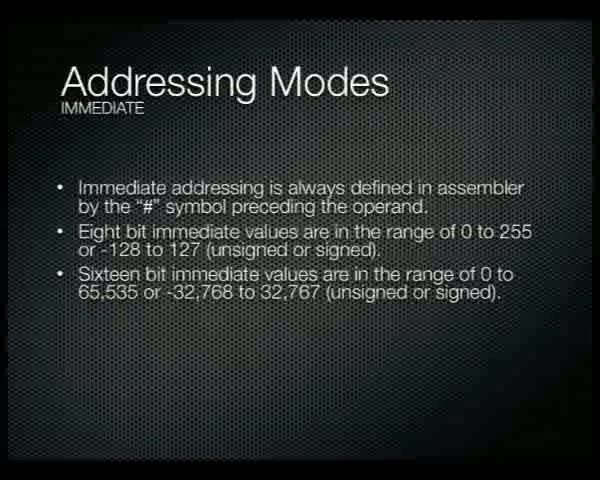 Addressing Modes
IMMEDIATE
• Immediate addressing is always defined in assembler
by the “#” symbol preceding the operand.
• Eight bit immediate values are in the range of 0 to 255
or -128 to 127 (unsigned or signed).
• Sixteen bit immediate values are in the range of 0 to
65,535 or -32,768 to 32,767 (unsigned or signed).